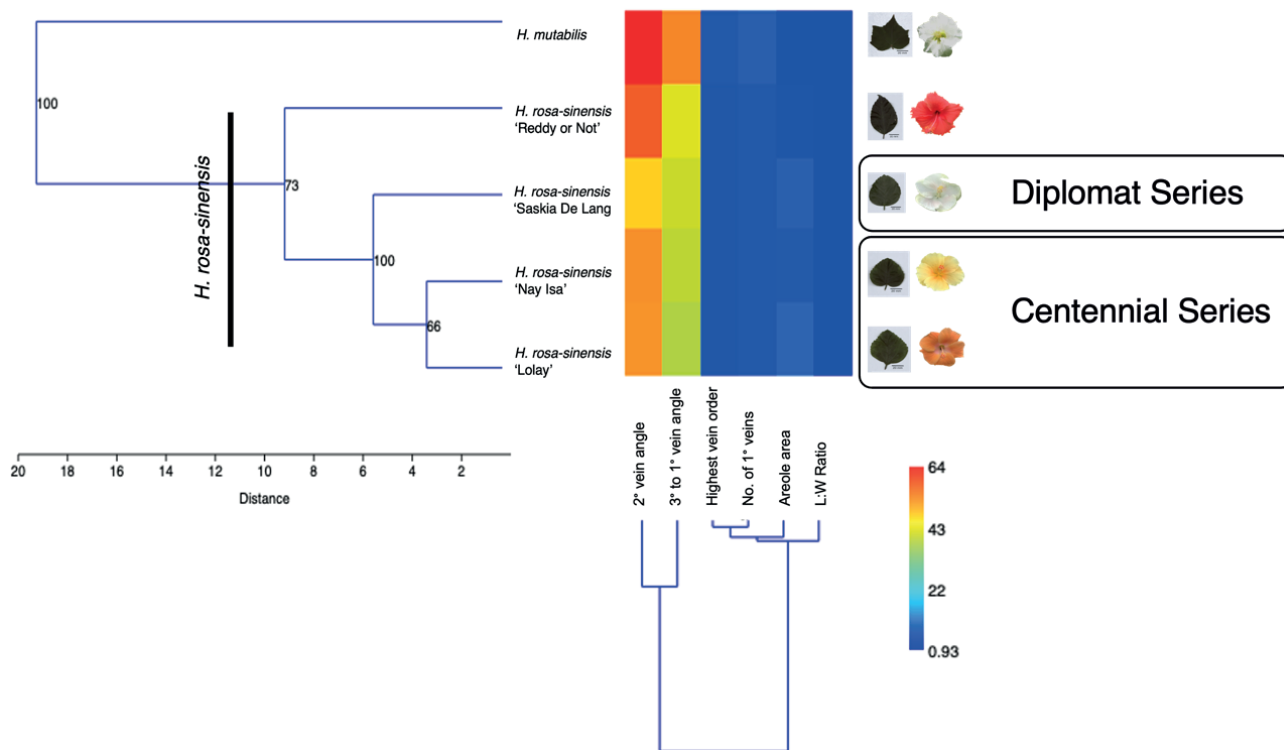 H. mutabilis
100
H. rosa-sinensis
'Reddy or Not'
H. rosa-sinensis
73
H. rosa-sinensis
'Saskia De Lang
Diplomat Series
100
H. rosa-sinensis
'Nay Isa'
Centennial Series
66
H. rosa-sinensis
'Lolay'
20 18 16 14 12 10 8 6 4 2
Distance
2° vein angle
3° to 1° vein angle
Highest vein order
No. of 1° veins
Areole area
L:W Ratio
64
43
22
0.93